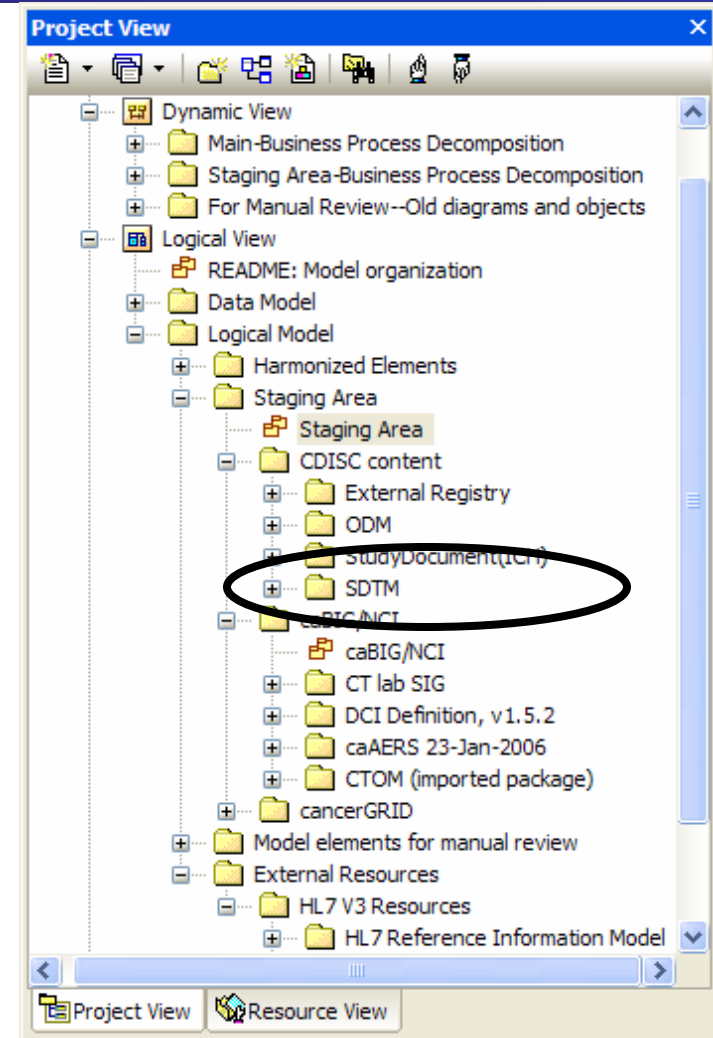 Project View
Dynamic View
Main-Business Process Decomposition
Staging Area-Business Process Decomposition
For Manual Review--Old diagrams and objects
Logical View
README: Model organization
Data Model
Logical Model
Harmonized Elements
Staging Area
Staging Area
CDISC content
External Registry
ODM
StudyDocument(ICH)
SDTM
caBIG/NCI
caBIG/NCI
CT lab SIG
DCI Definition, v1.5.2
caAERS 23-Jan-2006
CTOM (imported package)
cancerGRID
Model elements for manual review
External Resources
HL7 V3 Resources
HL7 Reference Information Model
Project View Resource View